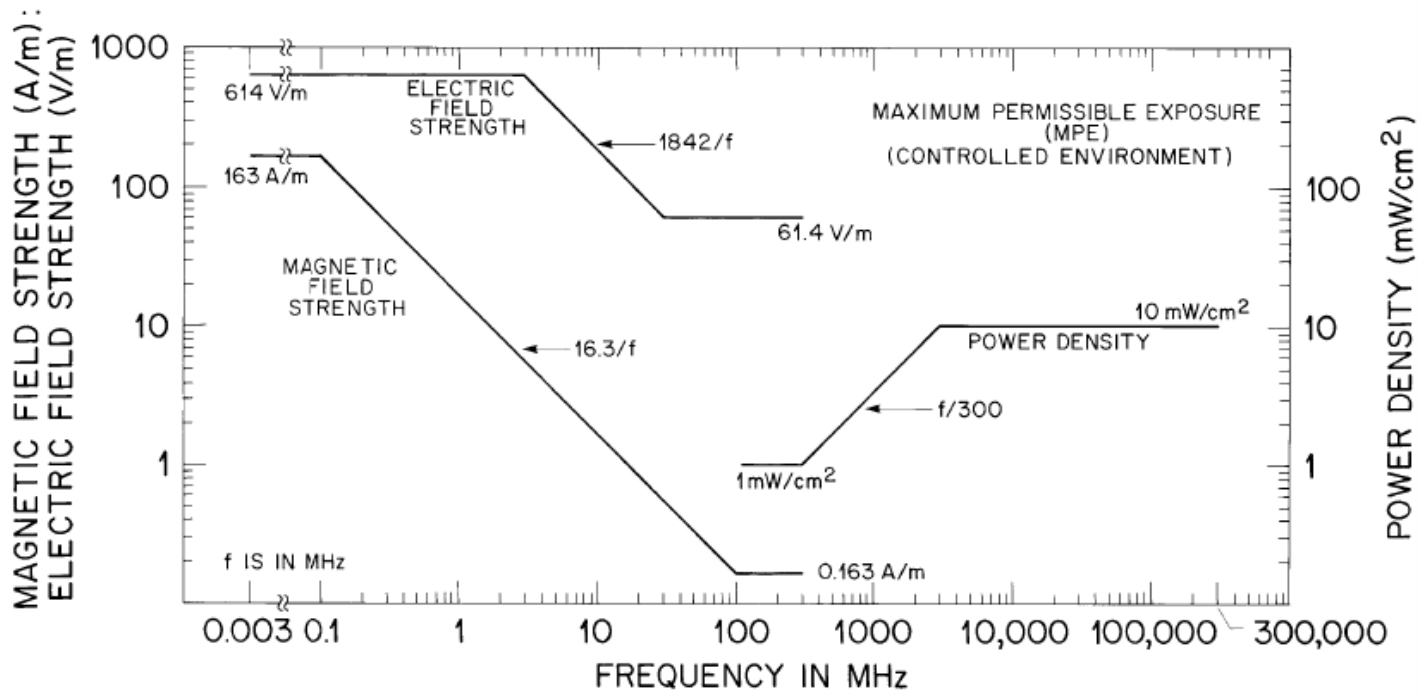 MAGNETIC FIELD STRENGTH (A/m):
ELECTRIC FIELD STRENGTH (V/m)
1000
100
10
1
614 V/m
ELECTRIC
FIELD
STRENGTH
1842/f
MAXIMUM PERMISSIBLE EXPOSURE
(MPE)
(CONTROLLED ENVIRONMENT)
163 A/m
61.4 V/m
MAGNETIC
FIELD
STRENGTH
16.3/f
10 mW/cm²
POWER DENSITY
f/300
1mW/cm²
0.163 A/m
f IS IN MHz
100
10
1
POWER DENSITY (mW/cm²)
0.003 0.1 1 10 100 1000 10,000 100,000 300,000
FREQUENCY IN MHz